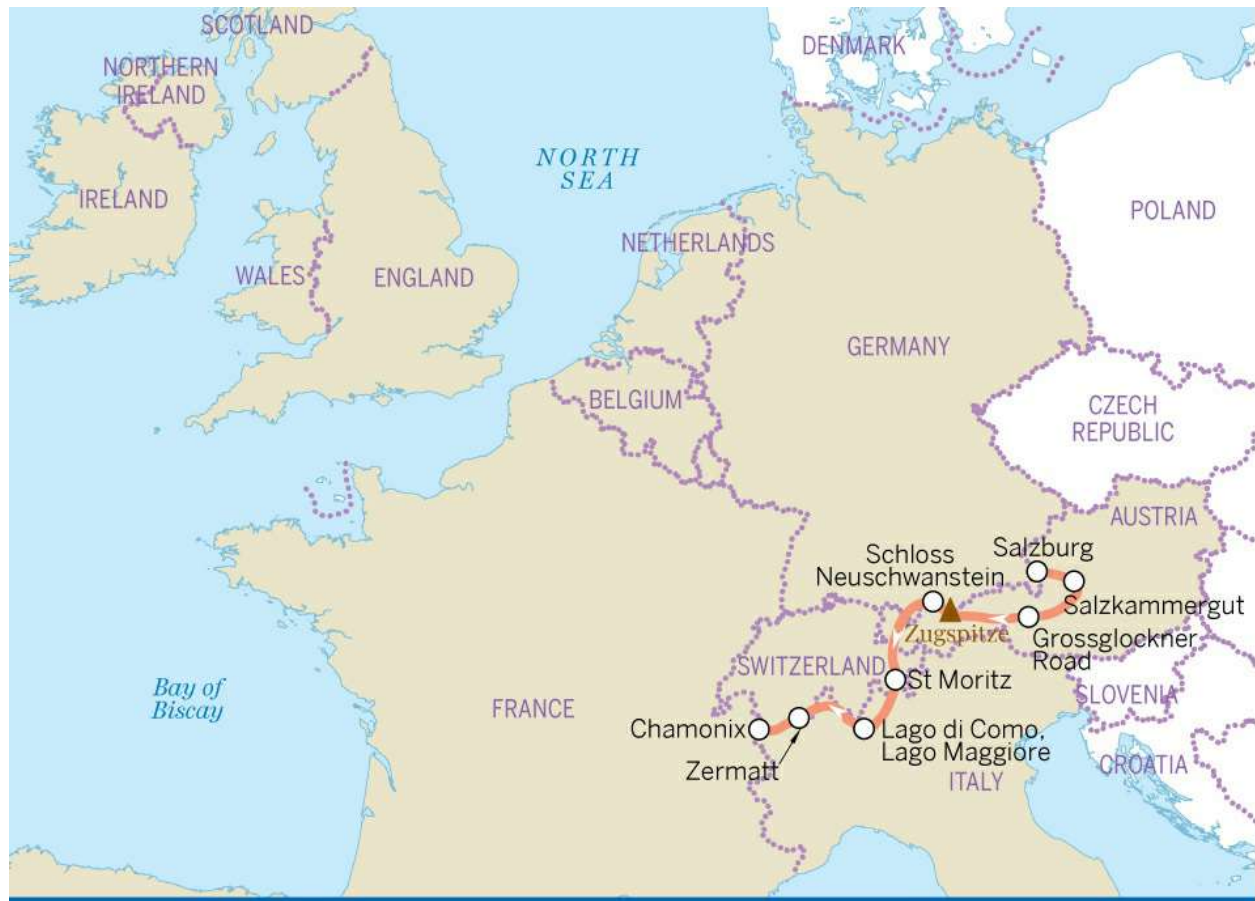 SCOTLAND
NORTHERN
IRELAND
DENMARK
NORTH
SEA
IRELAND
POLAND
NETHERLANDS
WALES
ENGLAND
GERMANY
BELGIUM
CZECH
REPUBLIC
AUSTRIA
Schloss
Neuschwanstein
Salzburg
Salzkammergut
Zugspitze
Grossglockner
Road
SWITZERLAND
St Moritz
SLOVENIA
Bay of
Biscay
FRANCE
Chamonix
Zermatt
Lago di Como,
Lago Maggiore
ITALY
CROATIA